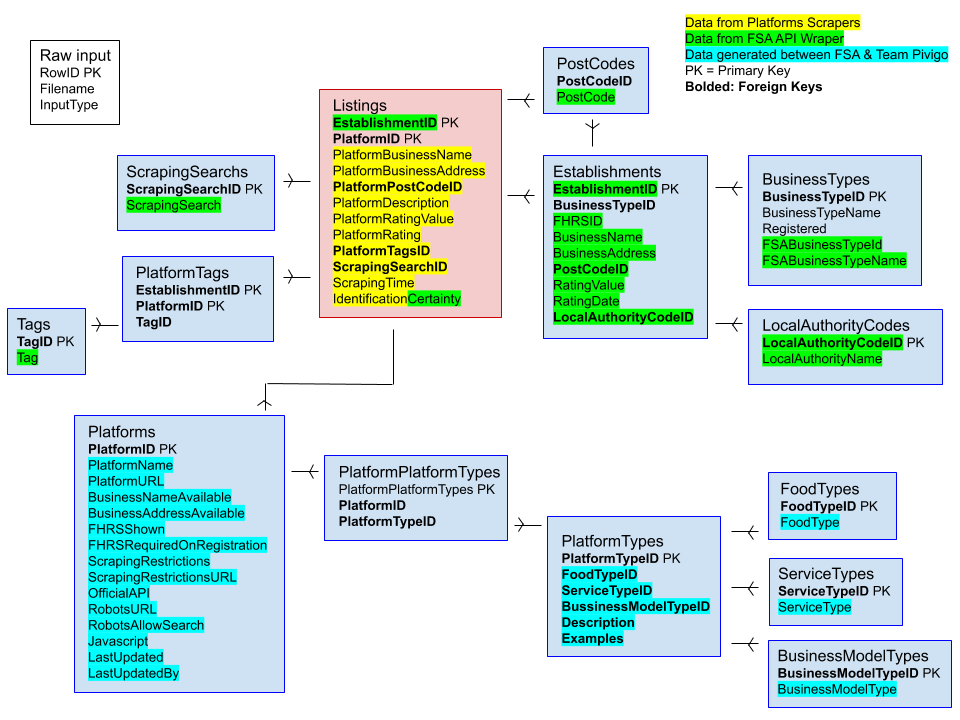 Data from Platforms Scrapers
Data from FSA API Wraper
Data generated between FSA & Team Pivigo
PK = Primary Key
Bolded: Foreign Keys
Raw input
RowID PK
Filename
InputType
PostCodes
PostCodeID
PostCode
Listings
EstablishmentID PK
PlatformID PK
PlatformBusinessName
PlatformBusinessAddress
PlatformPostCodeID
PlatformDescription
PlatformRatingValue
PlatformRating
PlatformTagsID
ScrapingSearchID
ScrapingTime
IdentificationCertainty
ScrapingSearchs
ScrapingSearchID PK
ScrapingSearch
Establishments
EstablishmentID PK
BusinessTypeID
FHRSID
BusinessName
BusinessAddress
PostCodeID
RatingValue
RatingDate
LocalAuthorityCodeID
BusinessTypes
BusinessTypeID PK
BusinessTypeName
Registered
FSABusinessTypeId
FSABusinessTypeName
PlatformTags
EstablishmentID PK
PlatformID PK
TagID
Tags
TagID PK
Tag
LocalAuthorityCodes
LocalAuthorityCodeID PK
LocalAuthorityName
Platforms
PlatformID PK
PlatformName
PlatformURL
BusinessNameAvailable
BusinessAddressAvailable
FHRSShown
FHRSRequiredOnRegistration
ScrapingRestrictions
ScrapingRestrictionsURL
OfficialAPI
RobotsURL
RobotsAllowSearch
Javascript
LastUpdated
LastUpdatedBy
PlatformPlatformTypes
PlatformPlatformTypes PK
PlatformID
PlatformTypeID
PlatformTypes
PlatformTypeID PK
FoodTypeID
ServiceTypeID
BussinessModelTypeID
Description
Examples
FoodTypes
FoodTypeID PK
FoodType
ServiceTypes
ServiceTypeID PK
ServiceType
BusinessModelTypes
BusinessModelTypeID PK
BusinessModelType